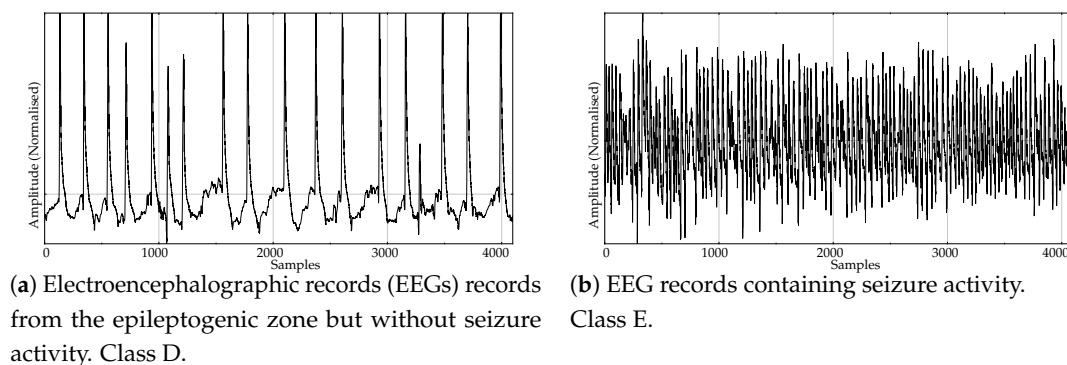 Amplitude (Normalised)
0 1000 2000 3000 4000
Samples
(a) Electroencephalographic records (EEGs) records
from the epileptogenic zone but without seizure
activity. Class D.
Amplitude (Normalised)
0 1000 2000 3000 4000
Samples
(b) EEG records containing seizure activity.
Class E.